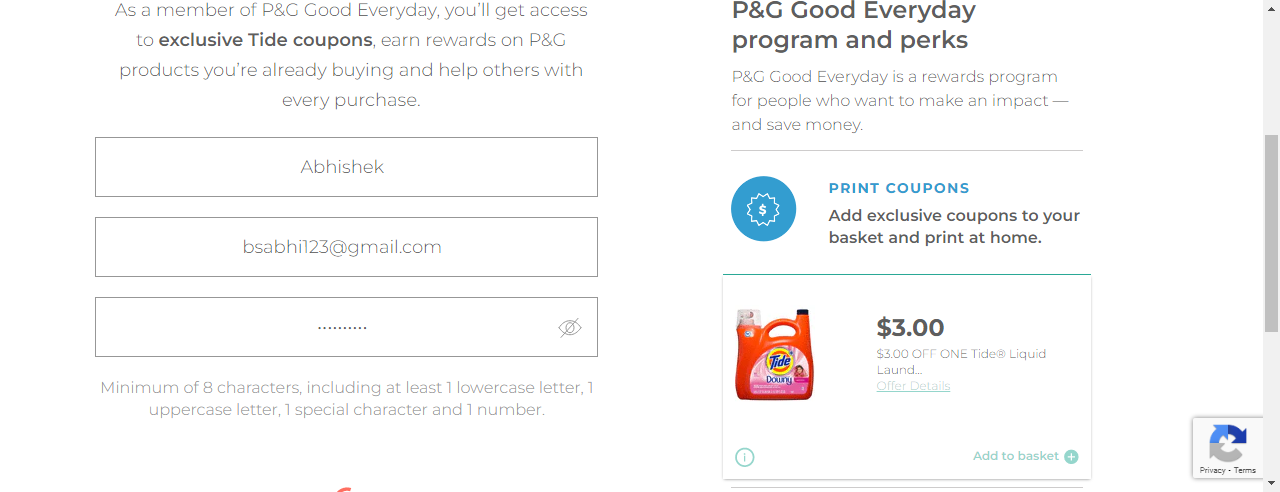 As a member of P&G Good Everyday, you'll get access
to exclusive Tide coupons, earn rewards on P&G
products you're already buying and help others with
every purchase.
Abhishek
bsabhi123@gmail.com
··········
Minimum of 8 characters, including at least 1 lowercase letter, 1
uppercase letter, 1 special character and 1 number.
P&G Good Everyday
program and perks
P&G Good Everyday is a rewards program
for people who want to make an impact —
and save money.
$
PRINT COUPONS
Add exclusive coupons to your
basket and print at home.
Tide
Downy
$3.00
$3.00 OFF ONE Tide® Liquid
Laund...
Offer Details
Add to basket
Privacy - Terms